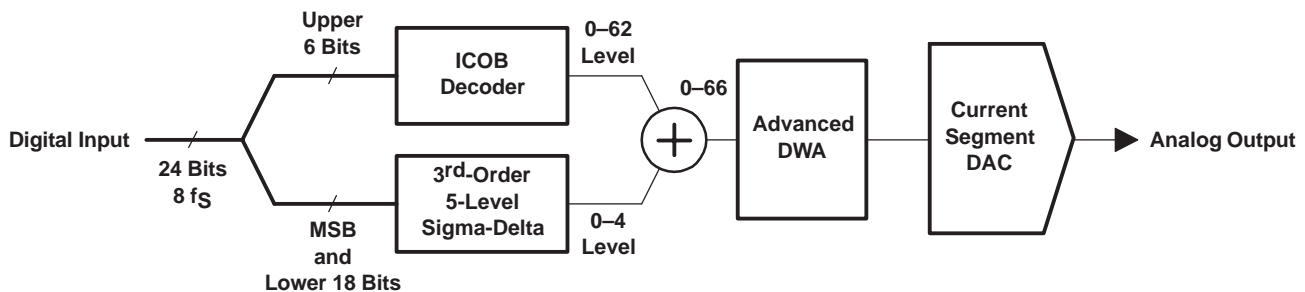 Digital Input
24 Bits
8 fS
Upper
6 Bits
ICOB
Decoder
0–62
Level
MSB
and
Lower 18 Bits
3rd-Order
5-Level
Sigma-Delta
0–4
Level
+
0–66
Advanced
DWA
Current
Segment
DAC
Analog Output